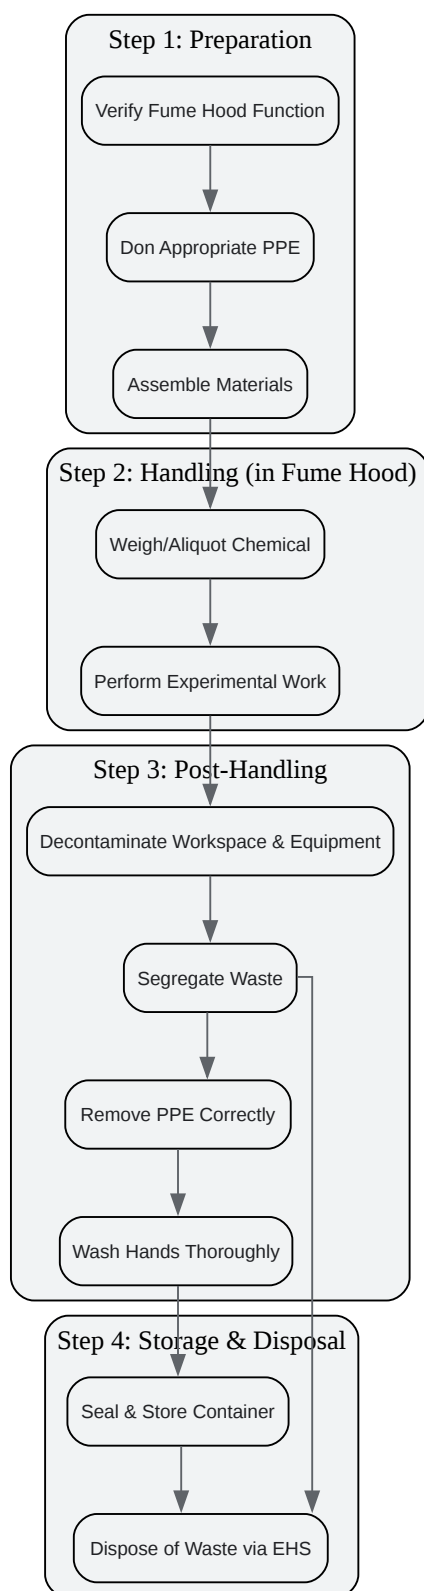 Step 1: Preparation
Verify Fume Hood Function
Don Appropriate PPE
Assemble Materials
Step 2: Handling (in Fume Hood)
Weigh/Aliquot Chemical
Perform Experimental Work
Step 3: Post-Handling
Decontaminate Workspace & Equipment
Segregate Waste
Remove PPE Correctly
Wash Hands Thoroughly
Step 4: Storage & Disposal
Seal & Store Container
Dispose of Waste via EHS